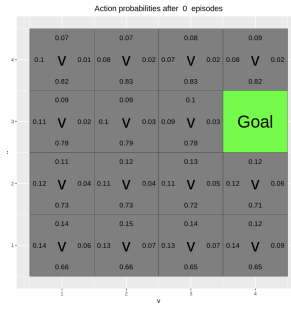 Action probabilities after 0 episodes
0.07 0.07 0.08 0.09
4 0.1 V 0.01 0.08 V 0.02 0.07 V 0.02 0.08 V 0.02
0.82 0.83 0.83 0.82
0.09 0.09 0.1
3 0.11 V 0.02 0.1 V 0.03 0.09 V 0.03 Goal
0.78 0.79 0.78
0.11 0.12 0.13 0.12
2 0.12 V 0.04 0.11 V 0.04 0.11 V 0.05 0.12 V 0.06
0.73 0.73 0.72 0.71
0.14 0.15 0.14 0.12
1 0.14 V 0.06 0.13 V 0.07 0.13 V 0.07 0.14 V 0.09
0.66 0.66 0.65 0.65
1 2 3 4